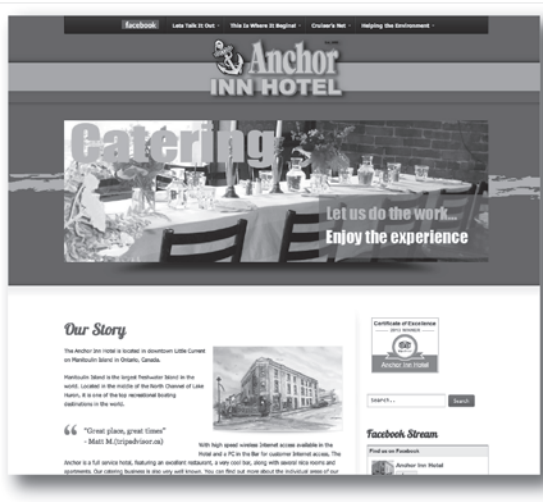 facebook Lets Talk It Out This Is Where It Begins! Cruiser's Net Helping the Environment
Anchor
INN HOTEL
Catering
Let us do the work...
Enjoy the experience
Our Story
The Anchor Inn Hotel is located in downtown Little Current
on Manitoulin Island in Ontario, Canada.
Manitoulin Island is the largest freshwater island in the
world. Located in the middle of the North Channel of Lake
Huron, it is one of the top recreational boating
destinations in the world.
“Great place, great times”
- Matt M.(tripadvisor.ca)
With high speed wireless Internet access available in the
Hotel and a PC in the Bar for customer Internet access, The
Anchor is a full service hotel, featuring an excellent restaurant, a very cool bar, along with several nice rooms and
apartments. Our catering business is also very well known. You can find out more about the individual areas of our
Certificate of Excellence
2012 WINNER
Anchor Inn Hotel
Search...
Search
Facebook Stream
Find us on Facebook
Anchor Inn Hotel